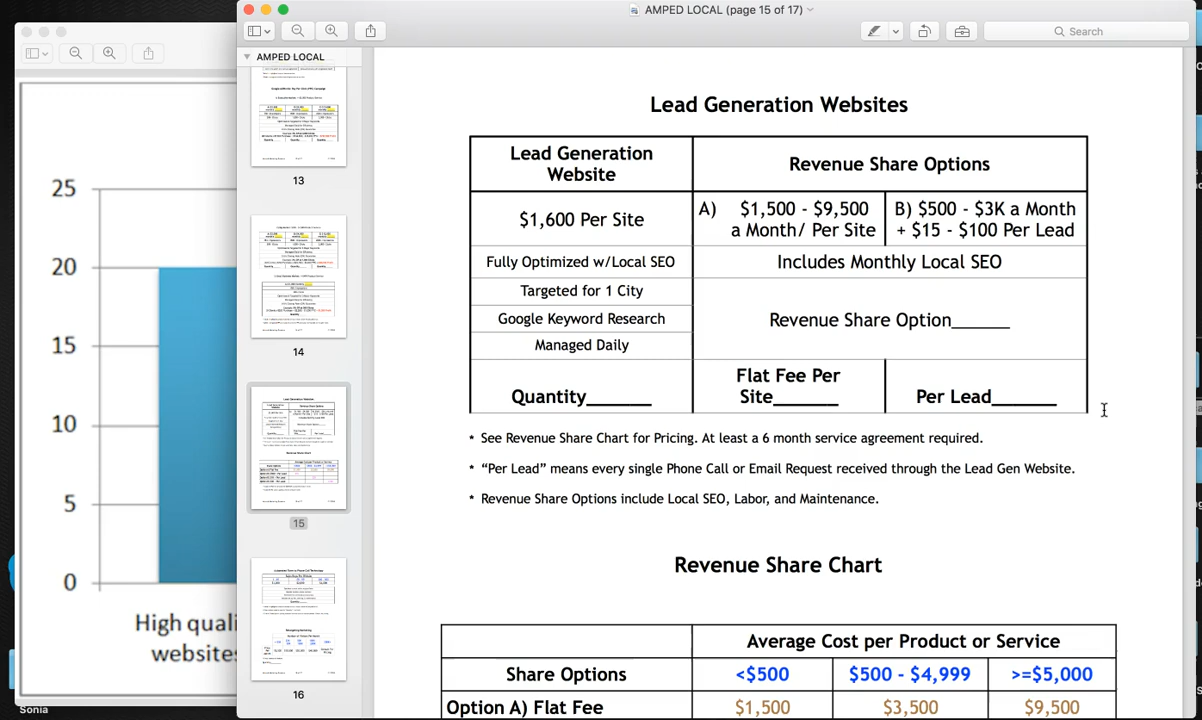 AMPED LOCAL (page 15 of 17)
Search
AMPED LOCAL
13
14
15
16
25
20
15
10
5
0
High quali
websites
Sonia
Lead Generation Websites
Lead Generation
Website
Revenue Share Options
$1,600 Per Site
A) $1,500 - $9,500
a Month/ Per Site
B) $500 - $3K a Month
+ $15 - $100 Per Lead
Fully Optimized w/Local SEO
Includes Monthly Local SEO
Targeted for 1 City
Google Keyword Research
Revenue Share Option______
Managed Daily
Quantity______
Flat Fee Per
Site______
Per Lead______
* See Revenue Share Chart for Pricing. At least a 6 month service agreement required.
* “Per Lead” means every single Phone Call or Email Request received through the Lead Gen Website.
* Revenue Share Options include Local SEO, Labor, and Maintenance.
Revenue Share Chart
Average Cost per Product or Service
Share Options
<$500
$500 - $4,999
>=$5,000
Option A) Flat Fee
$1,500
$3,500
$9,500